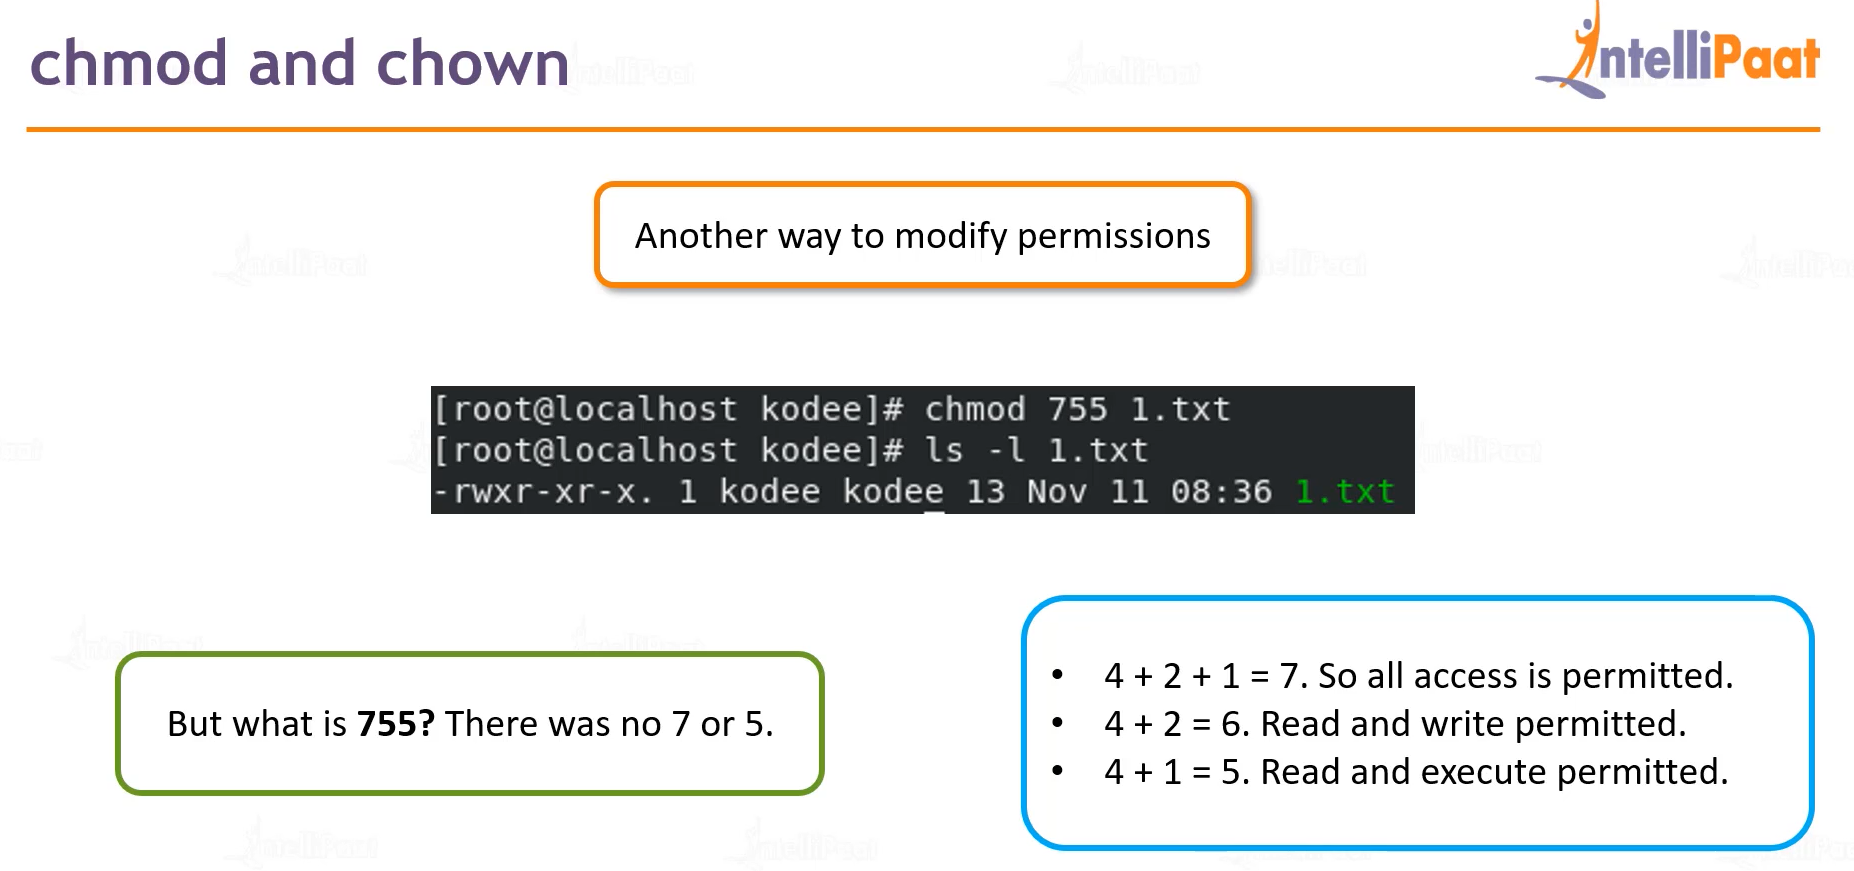 chmod and chown
IntelliPaat
Another way to modify permissions
[root@localhost kodee]# chmod 755 1.txt
[root@localhost kodee]# ls -l 1.txt
-rwxr-xr-x. 1 kodee kodee 13 Nov 11 08:36 1.txt
But what is 755? There was no 7 or 5.
• 4 + 2 + 1 = 7. So all access is permitted.
• 4 + 2 = 6. Read and write permitted.
• 4 + 1 = 5. Read and execute permitted.